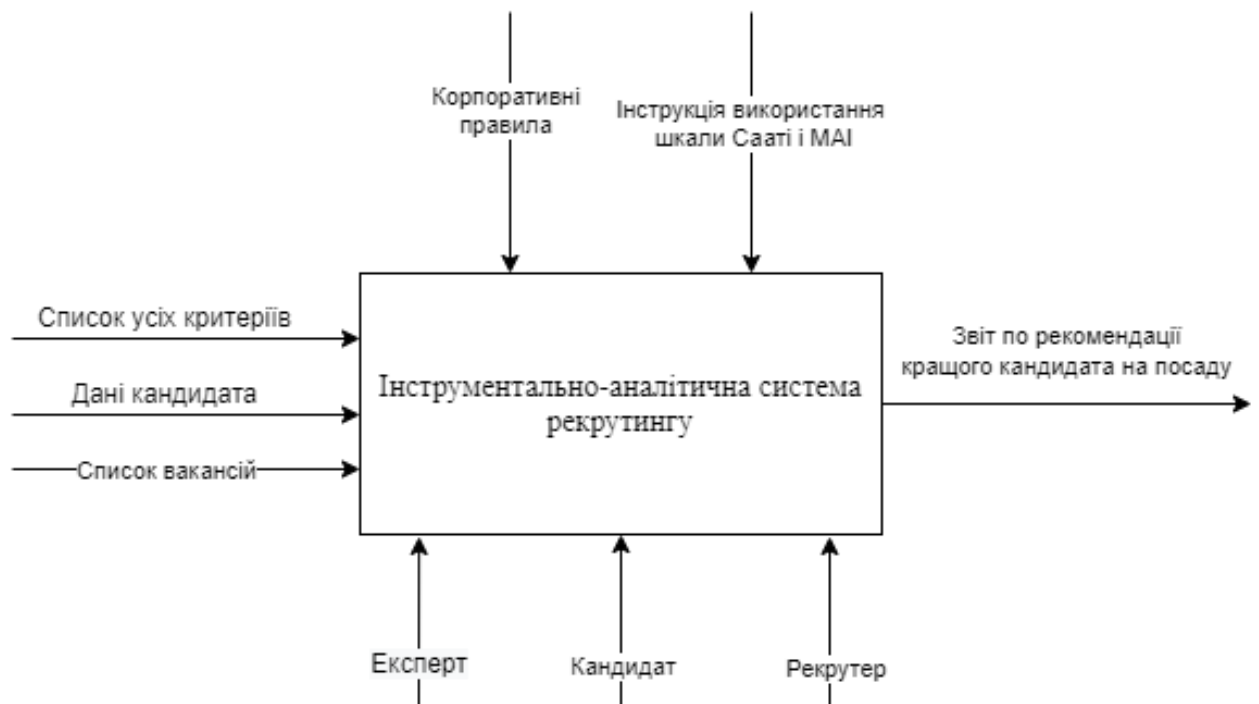 Корпоративні
правила
Інструкція використання
шкали Сааті і МАІ
Список усіх критеріїв
Дані кандидата
Список вакансій
Інструментально-аналітична система
рекрутингу
Звіт по рекомендації
кращого кандидата на посаду
Експерт
Кандидат
Рекрутер